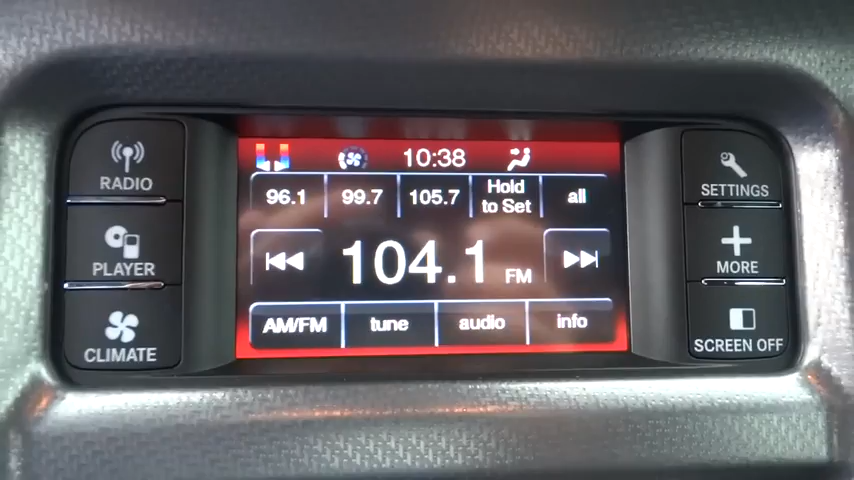 RADIO
PLAYER
CLIMATE
10:38
96.1 99.7 105.7 Hold to Set all
104.1 FM
AM/FM tune audio info
SETTINGS
MORE
SCREEN OFF